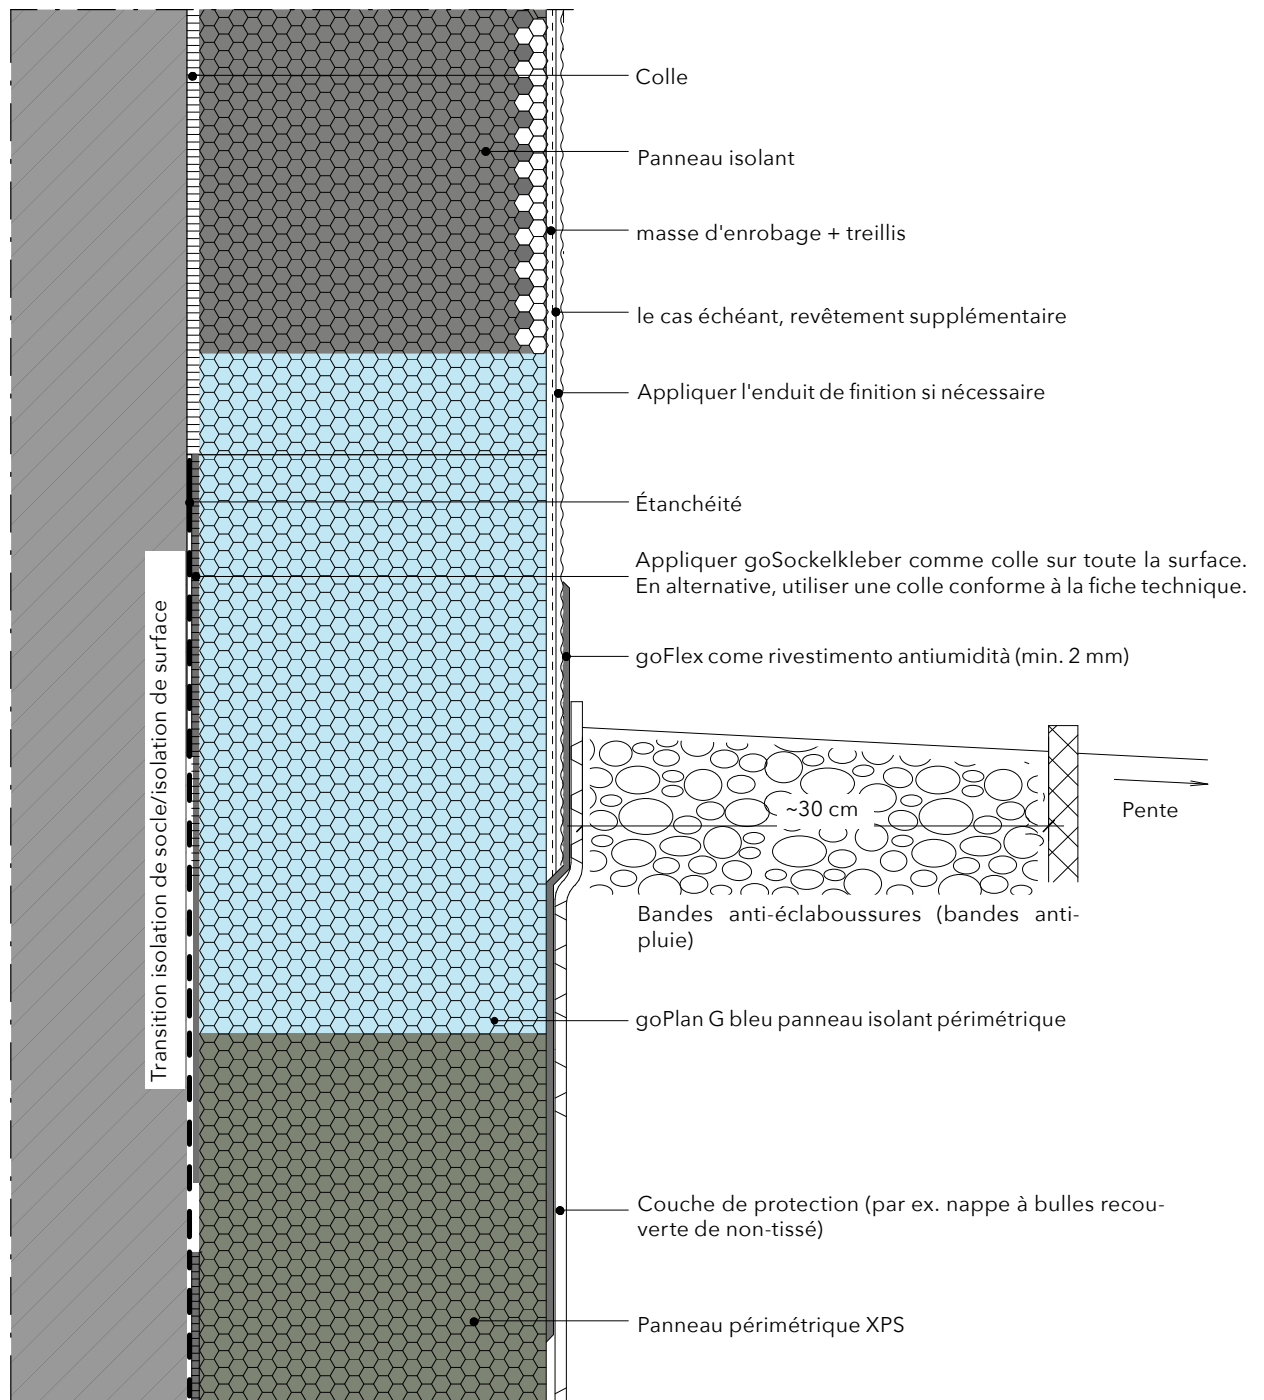 Colle
Panneau isolant
masse d'enrobage + treillis
le cas échéant, revêtement supplémentaire
Appliquer l'enduit de finition si nécessaire
Étanchéité
Appliquer goSockelkleber comme colle sur toute la surface.
En alternative, utiliser une colle conforme à la fiche technique.
Transition isolation de socle/isolation de surface
goFlex come rivestimento antiumidità (min. 2 mm)
~30 cm
Pente
Bandes anti-éclaboussures (bandes anti-
pluie)
goPlan G bleu panneau isolant périmétrique
Couche de protection (par ex. nappe à bulles recou-
verte de non-tissé)
Panneau périmétrique XPS